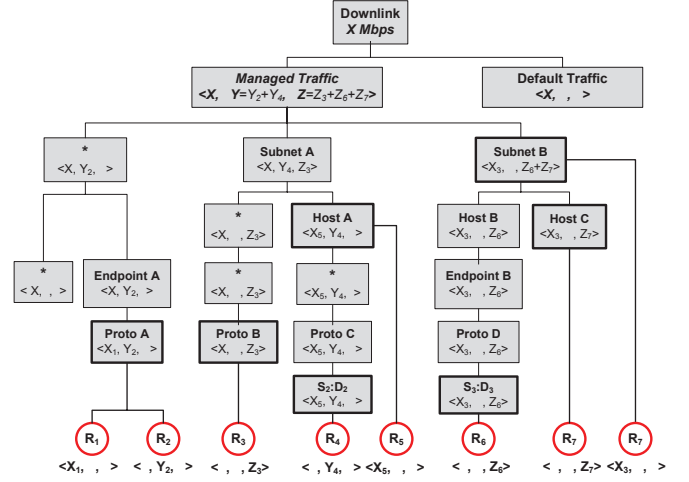 Downlink
X Mbps
Managed Traffic
<X, Y=Y2+Y4, Z=Z3+Z6+Z7>
Default Traffic
<X, , >
*
<X, Y2, >
Subnet A
<X, Y4, Z3>
Subnet B
<X3, , Z6+Z7>
*
<X, , Z3>
Host A
<X5, Y4, >
Host B
<X3, , Z6>
Host C
<X3, , Z7>
*
< X, , >
Endpoint A
<X, Y2, >
*
<X, , Z3>
*
<X5, Y4, >
Endpoint B
<X3, , Z6>
Proto A
<X1, Y2, >
Proto B
<X, , Z3>
Proto C
<X5, Y4, >
Proto D
<X3, , Z6>
S2:D2
<X5, Y4, >
S3:D3
<X3, , Z6>
R1 R2 R3 R4 R5 R6 R7 R7
<X1, , > < , Y2, > < , , Z3> < , Y4, > <X5, , > < , , Z6> < , , Z7> <X3, , >